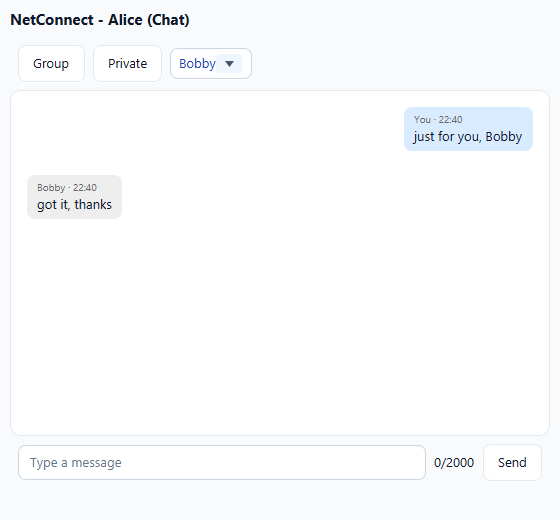 NetConnect - Alice (Chat)
Group Private Bobby
You · 22:40
just for you, Bobby
Bobby · 22:40
got it, thanks
Type a message 0/2000 Send